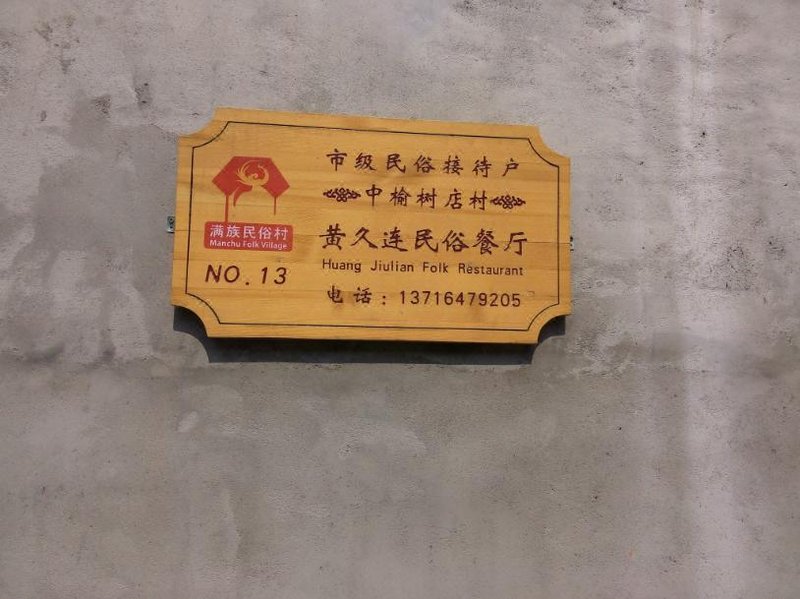 满族民俗村
Manchu Folk Village
NO.13
市级民俗接待户
中榆树店村
黄久连民俗餐厅
Huang Jiulian Folk Restaurant
电话：13716479205